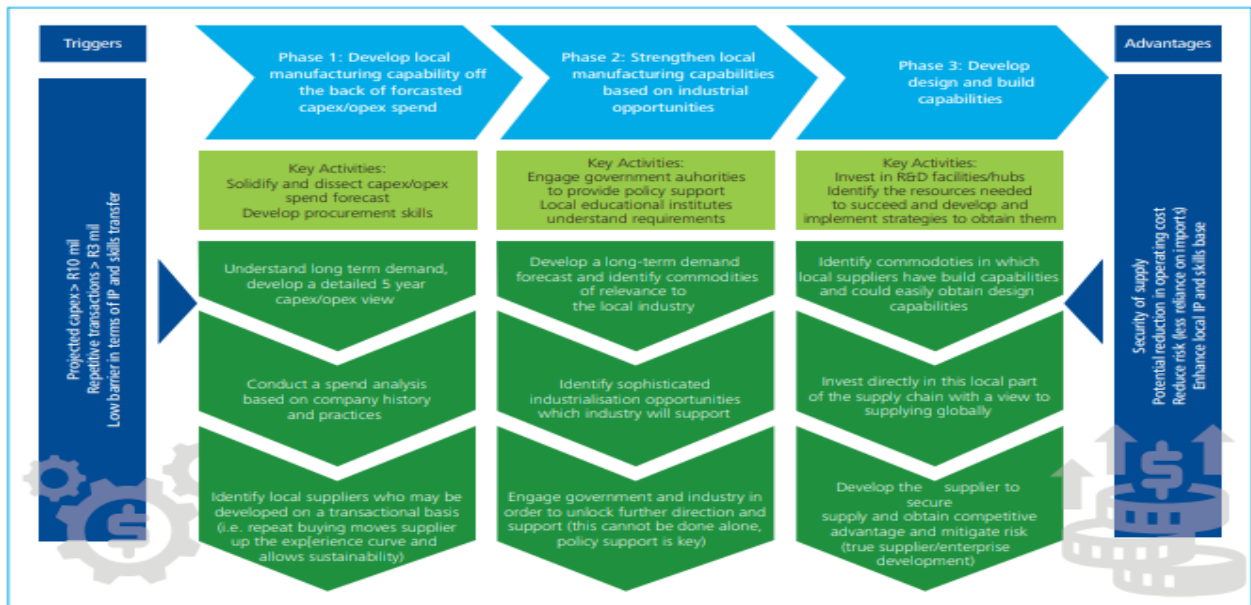 Triggers
Projected capex > R10 mil
Repetitive transactions > R3 mil
Low barrier in terms of IP and skills transfer
Phase 1: Develop local
manufacturing capability off
the back of forcasted
capex/opex spend
Key Activities:
Solidify and dissect capex/opex
spend forecast
Develop procurement skills
Understand long term demand,
develop a detailed 5 year
capex/opex view
Conduct a spend analysis
based on company history
and practices
Identify local suppliers who may be
developed on a transactional basis
(i.e. repeat buying moves supplier
up the exp[erience curve and
allows sustainability)
Phase 2: Strengthen local
manufacturing capabilities
based on industrial
opportunities
Key Activities:
Engage government auhorities
to provide policy support
Local educational institutes
understand requirements
Develop a long-term demand
forecast and identify commodities
of relevance to
the local industry
Identify sophisticated
industrialisation opportunities
which industry will support
Engage government and industry in
order to unlock further direction and
support (this cannot be done alone,
policy support is key)
Phase 3: Develop
design and build
capabilities
Key Activities:
Invest in R&D facilities/hubs
Identify the resources needed
to succeed and develop and
implement strategies to obtain them
Identify commodoties in which
local suppliers have build capabilities
and could easily obtain design
capabilities
Invest directly in this local part
of the supply chain with a view to
supplying globally
Develop the supplier to
secure
supply and obtain competitive
advantage and mitigate risk
(true supplier/enterprise
development)
Advantages
Security of supply
Potential reduction in operating cost
Reduce risk (less reliance on imports)
Enhance local IP and skills base
$
$